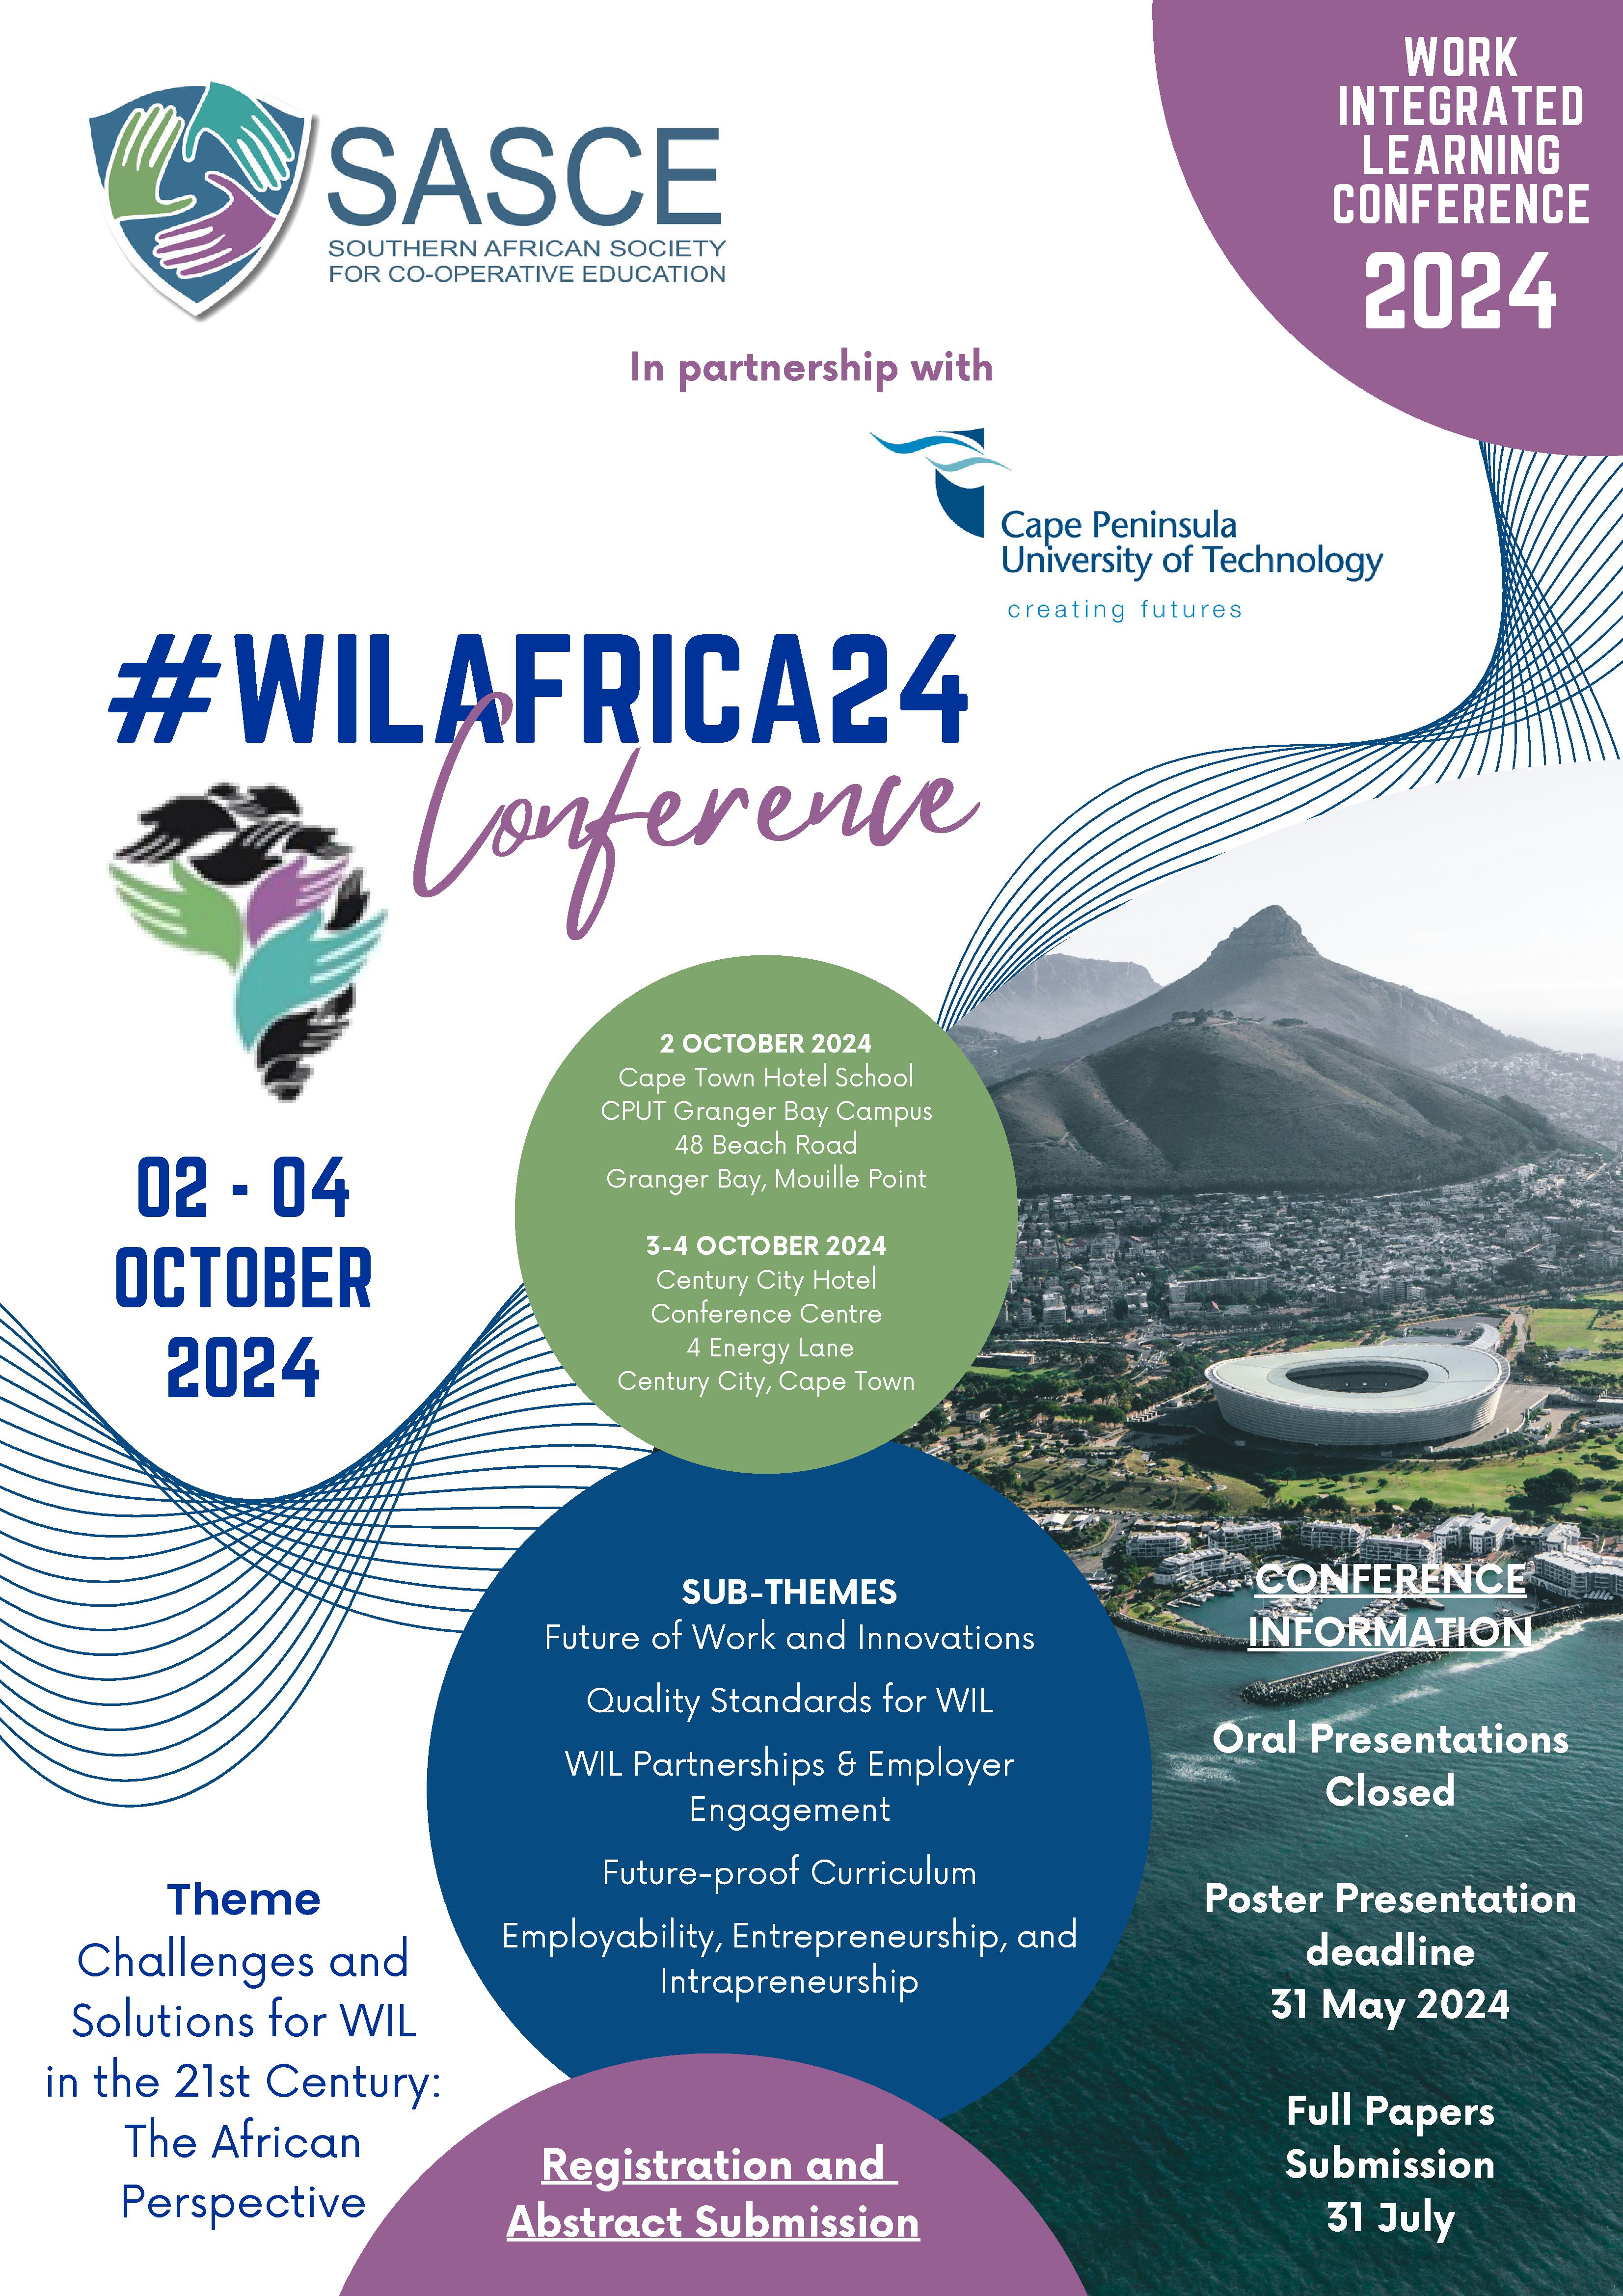 WORK
INTEGRATED
LEARNING
CONFERENCE
2024
SASCE
SOUTHERN AFRICAN SOCIETY
FOR CO-OPERATIVE EDUCATION
In partnership with
Cape Peninsula
University of Technology
creating futures
#WILAFRICA24
Conference
02 - 04
OCTOBER
2024
2 OCTOBER 2024
Cape Town Hotel School
CPUT Granger Bay Campus
48 Beach Road
Granger Bay, Mouille Point
3-4 OCTOBER 2024
Century City Hotel
Conference Centre
4 Energy Lane
Century City, Cape Town
SUB-THEMES
Future of Work and Innovations
Quality Standards for WIL
WIL Partnerships & Employer
Engagement
Future-proof Curriculum
Employability, Entrepreneurship, and
Intrapreneurship
CONFERENCE
INFORMATION
Oral Presentations
Closed
Poster Presentation
deadline
31 May 2024
Full Papers
Submission
31 July
Theme
Challenges and
Solutions for WIL
in the 21st Century:
The African
Perspective
Registration and
Abstract Submission